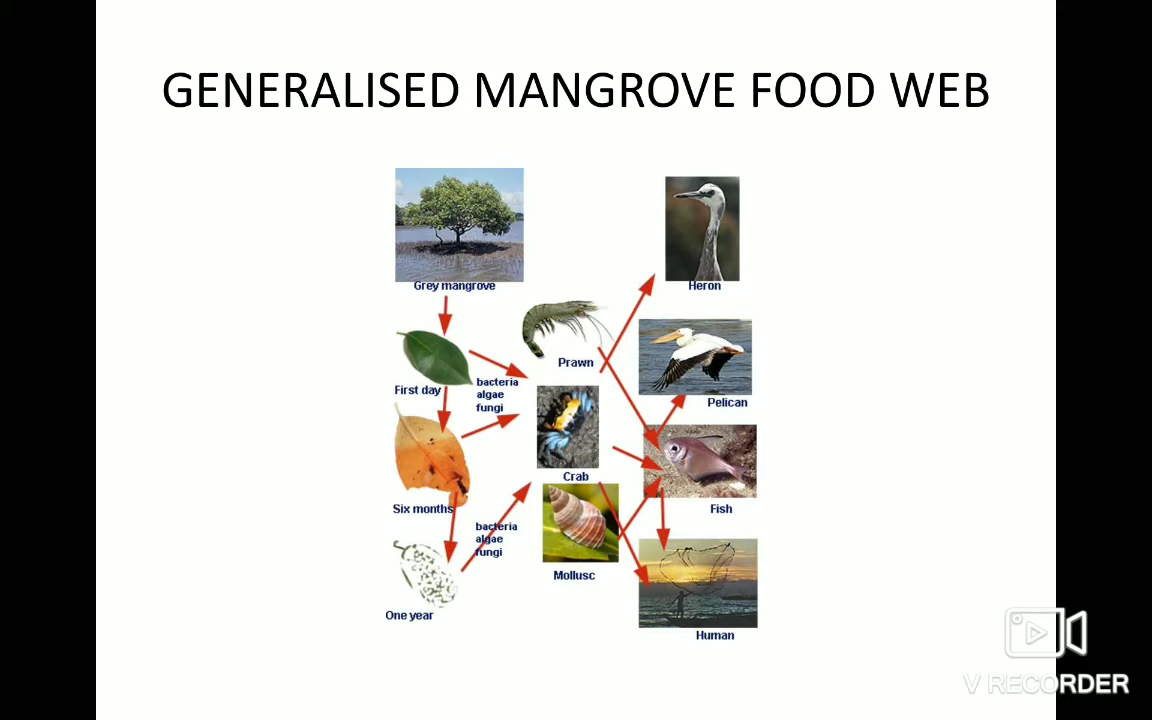 GENERALISED MANGROVE FOOD WEB
Grey mangrove
Heron
Prawn
First day
bacteria
algae
fungi
Pelican
Crab
Six months
Fish
bacteria
algae
fungi
Mollusc
One year
Human
V RECORDER